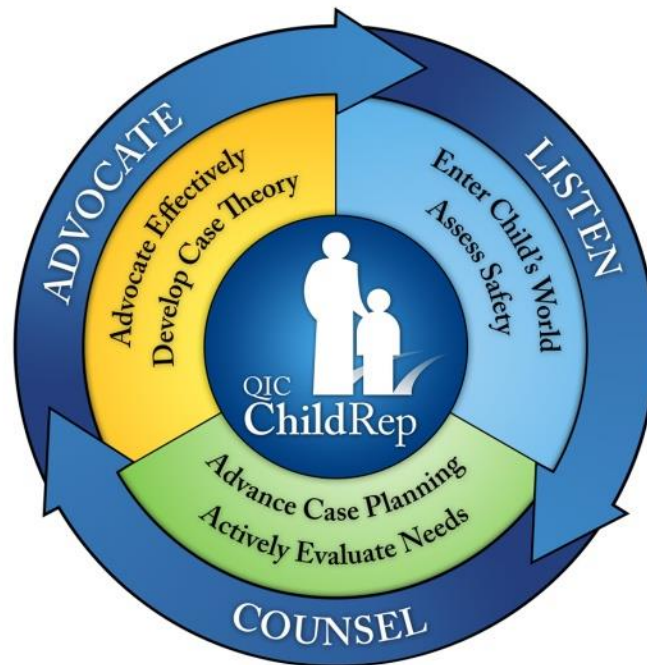 ADVOCATE
LISTEN
COUNSEL
Advocate Effectively
Develop Case Theory
Enter Child's World
Assess Safety
Advance Case Planning
Actively Evaluate Needs
QIC
ChildRep